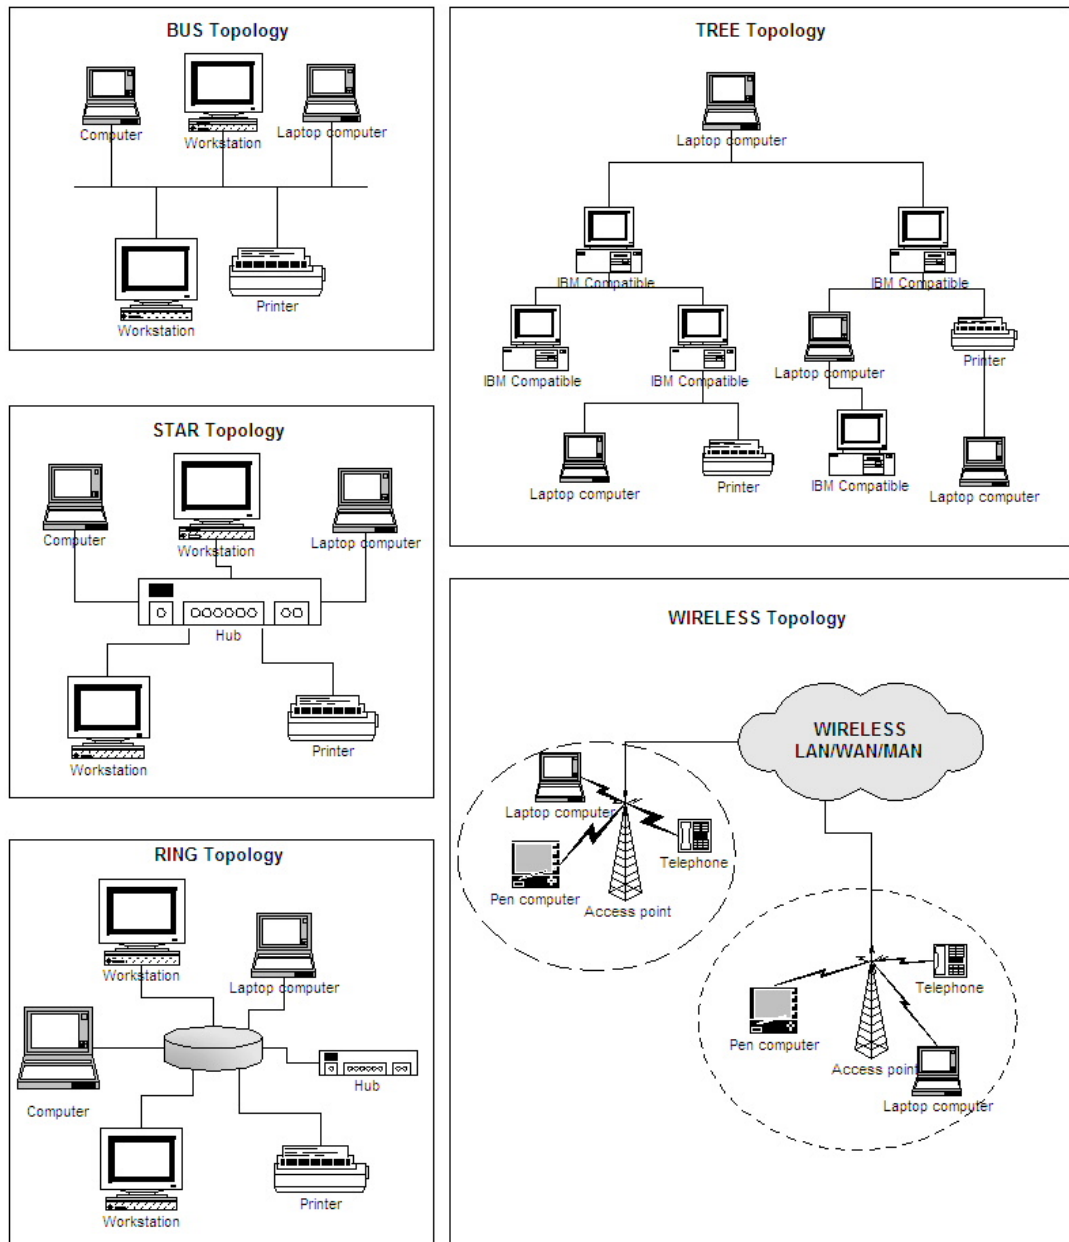 BUS Topology
Computer
Workstation
Laptop computer
Workstation
Printer
TREE Topology
Laptop computer
IBM Compatible
IBM Compatible
IBM Compatible
IBM Compatible
Laptop computer
Printer
Laptop computer
Printer
IBM Compatible
Laptop computer
STAR Topology
Computer
Workstation
Laptop computer
Hub
Workstation
Printer
WIRELESS Topology
WIRELESS
LAN/WAN/MAN
Laptop computer
Telephone
Pen computer
Access point
Telephone
Pen computer
Access point
Laptop computer
RING Topology
Workstation
Laptop computer
Computer
Hub
Workstation
Printer